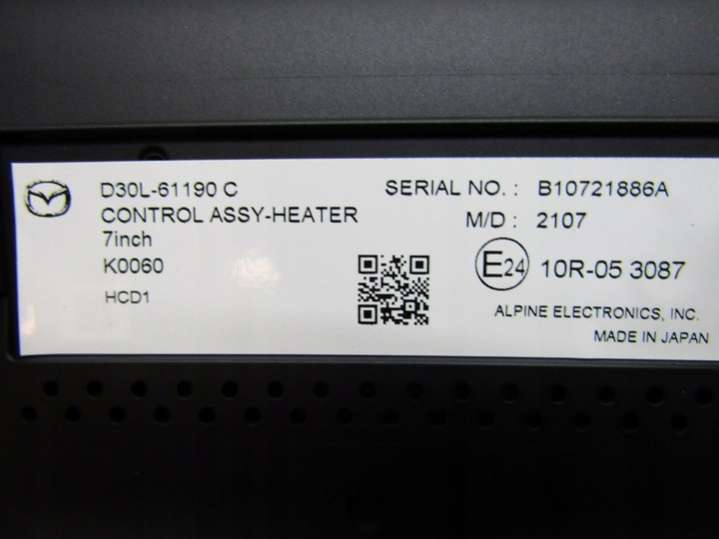 D30L-61190 C
CONTROL ASSY-HEATER
7inch
K0060
HCD1
SERIAL NO. : B10721886A
M/D : 2107
E24 10R-05 3087
ALPINE ELECTRONICS, INC.
MADE IN JAPAN